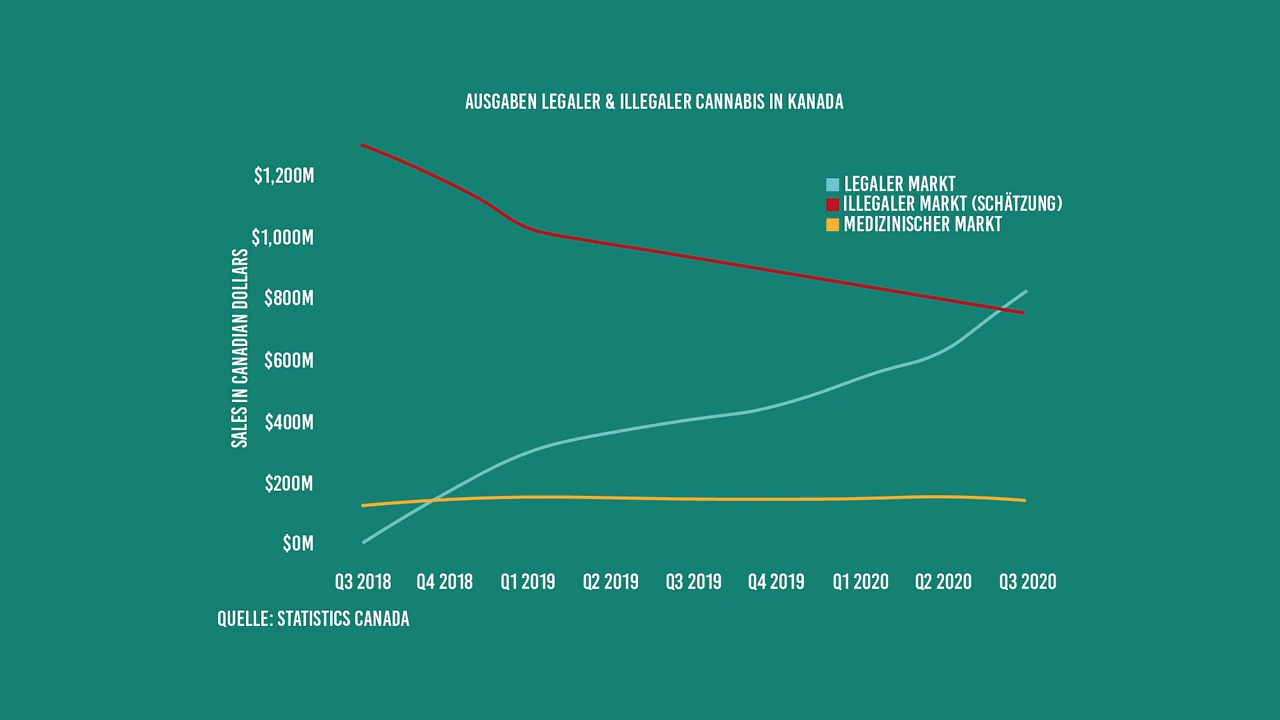 AUSGABEN LEGALER & ILLEGALER CANNABIS IN KANADA
LEGALER MARKT
ILLEGALER MARKT (SCHÄTZUNG)
MEDIZINISCHER MARKT
SALES IN CANADIAN DOLLARS
$1,200M
$1,000M
$800M
$600M
$400M
$200M
$0M
Q3 2018 Q4 2018 Q1 2019 Q2 2019 Q3 2019 Q4 2019 Q1 2020 Q2 2020 Q3 2020
QUELLE: STATISTICS CANADA